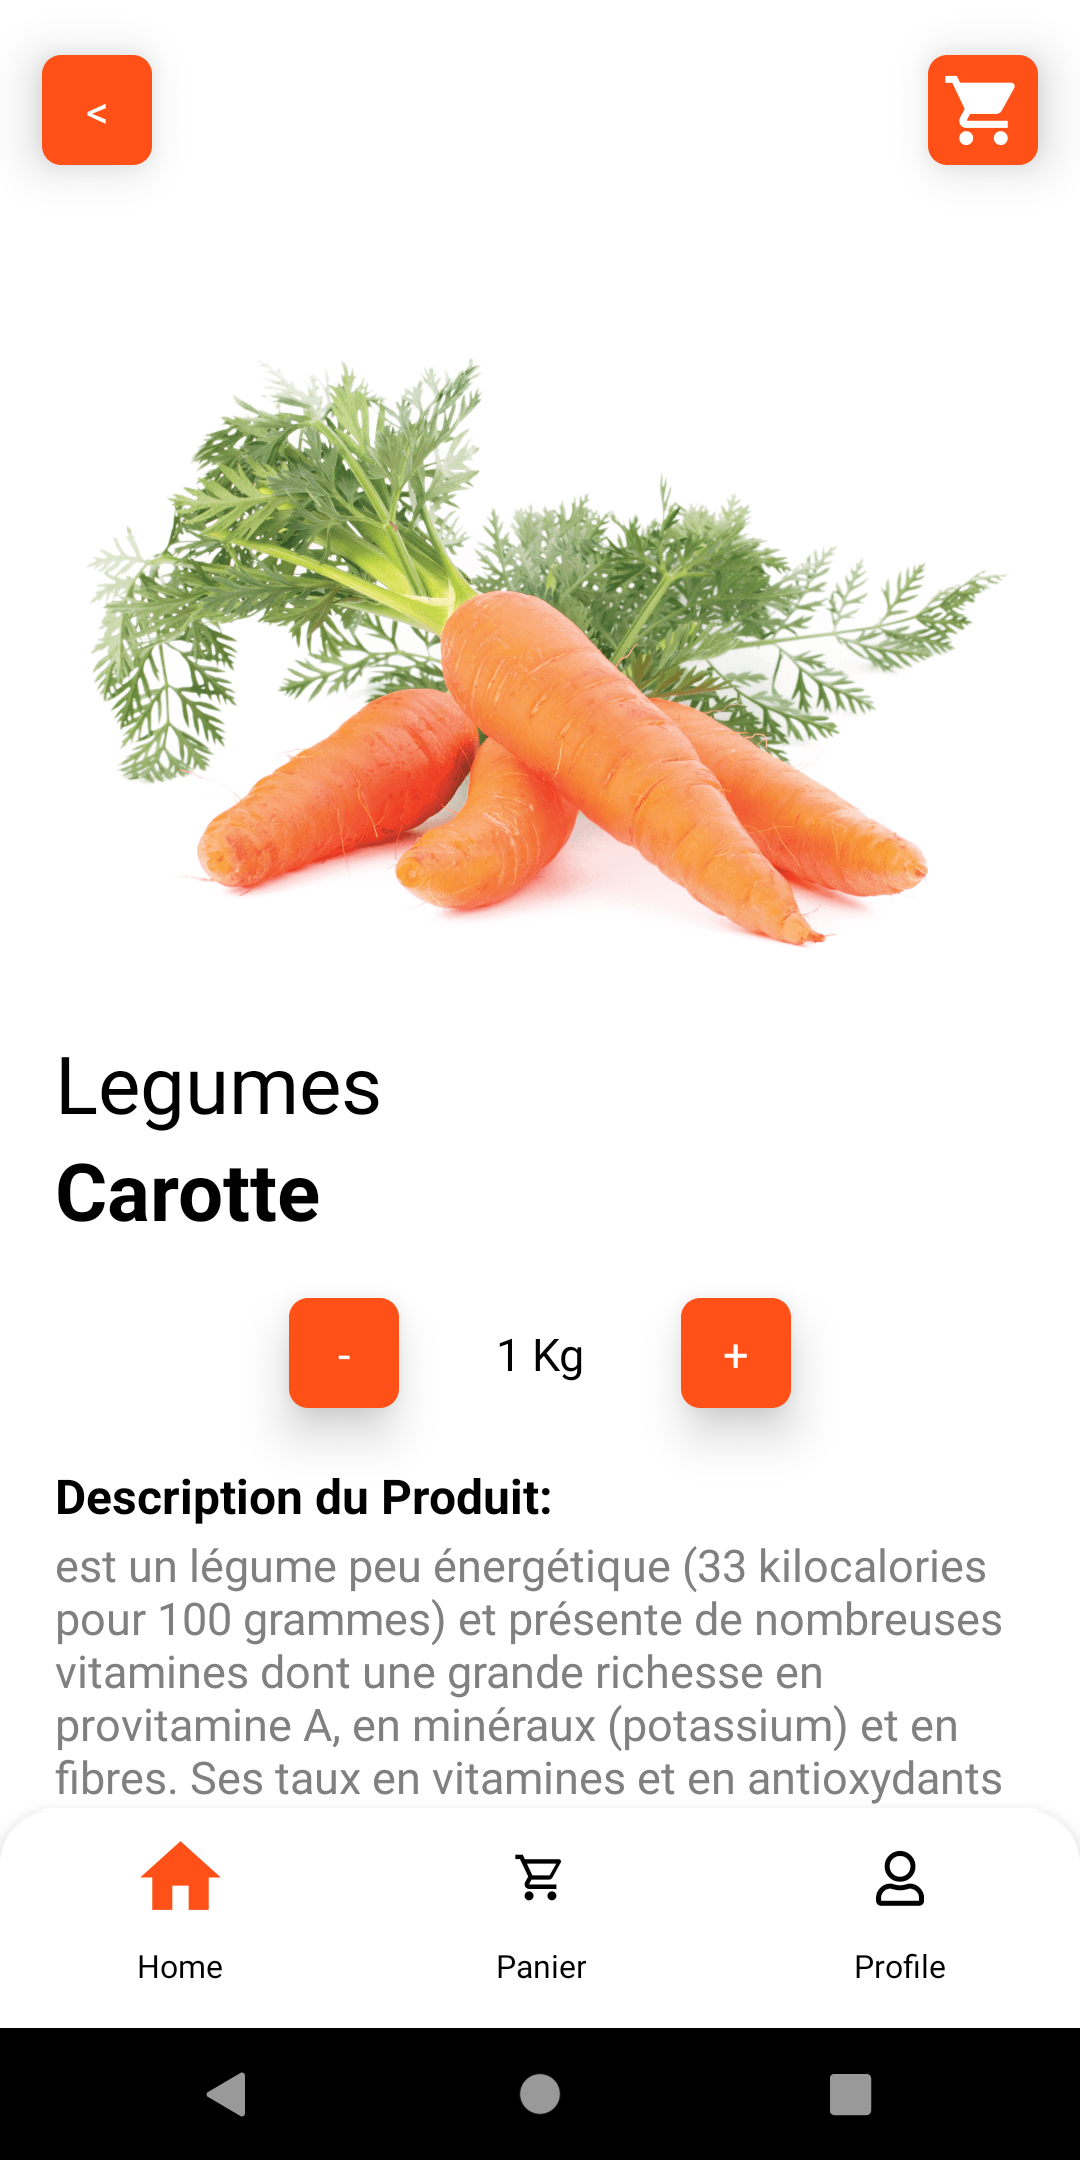 <
Legumes
Carotte
- 1 Kg +
Description du Produit:
est un légume peu énergétique (33 kilocalories
pour 100 grammes) et présente de nombreuses
vitamines dont une grande richesse en
provitamine A, en minéraux (potassium) et en
fibres. Ses taux en vitamines et en antioxydants
Home Panier Profile